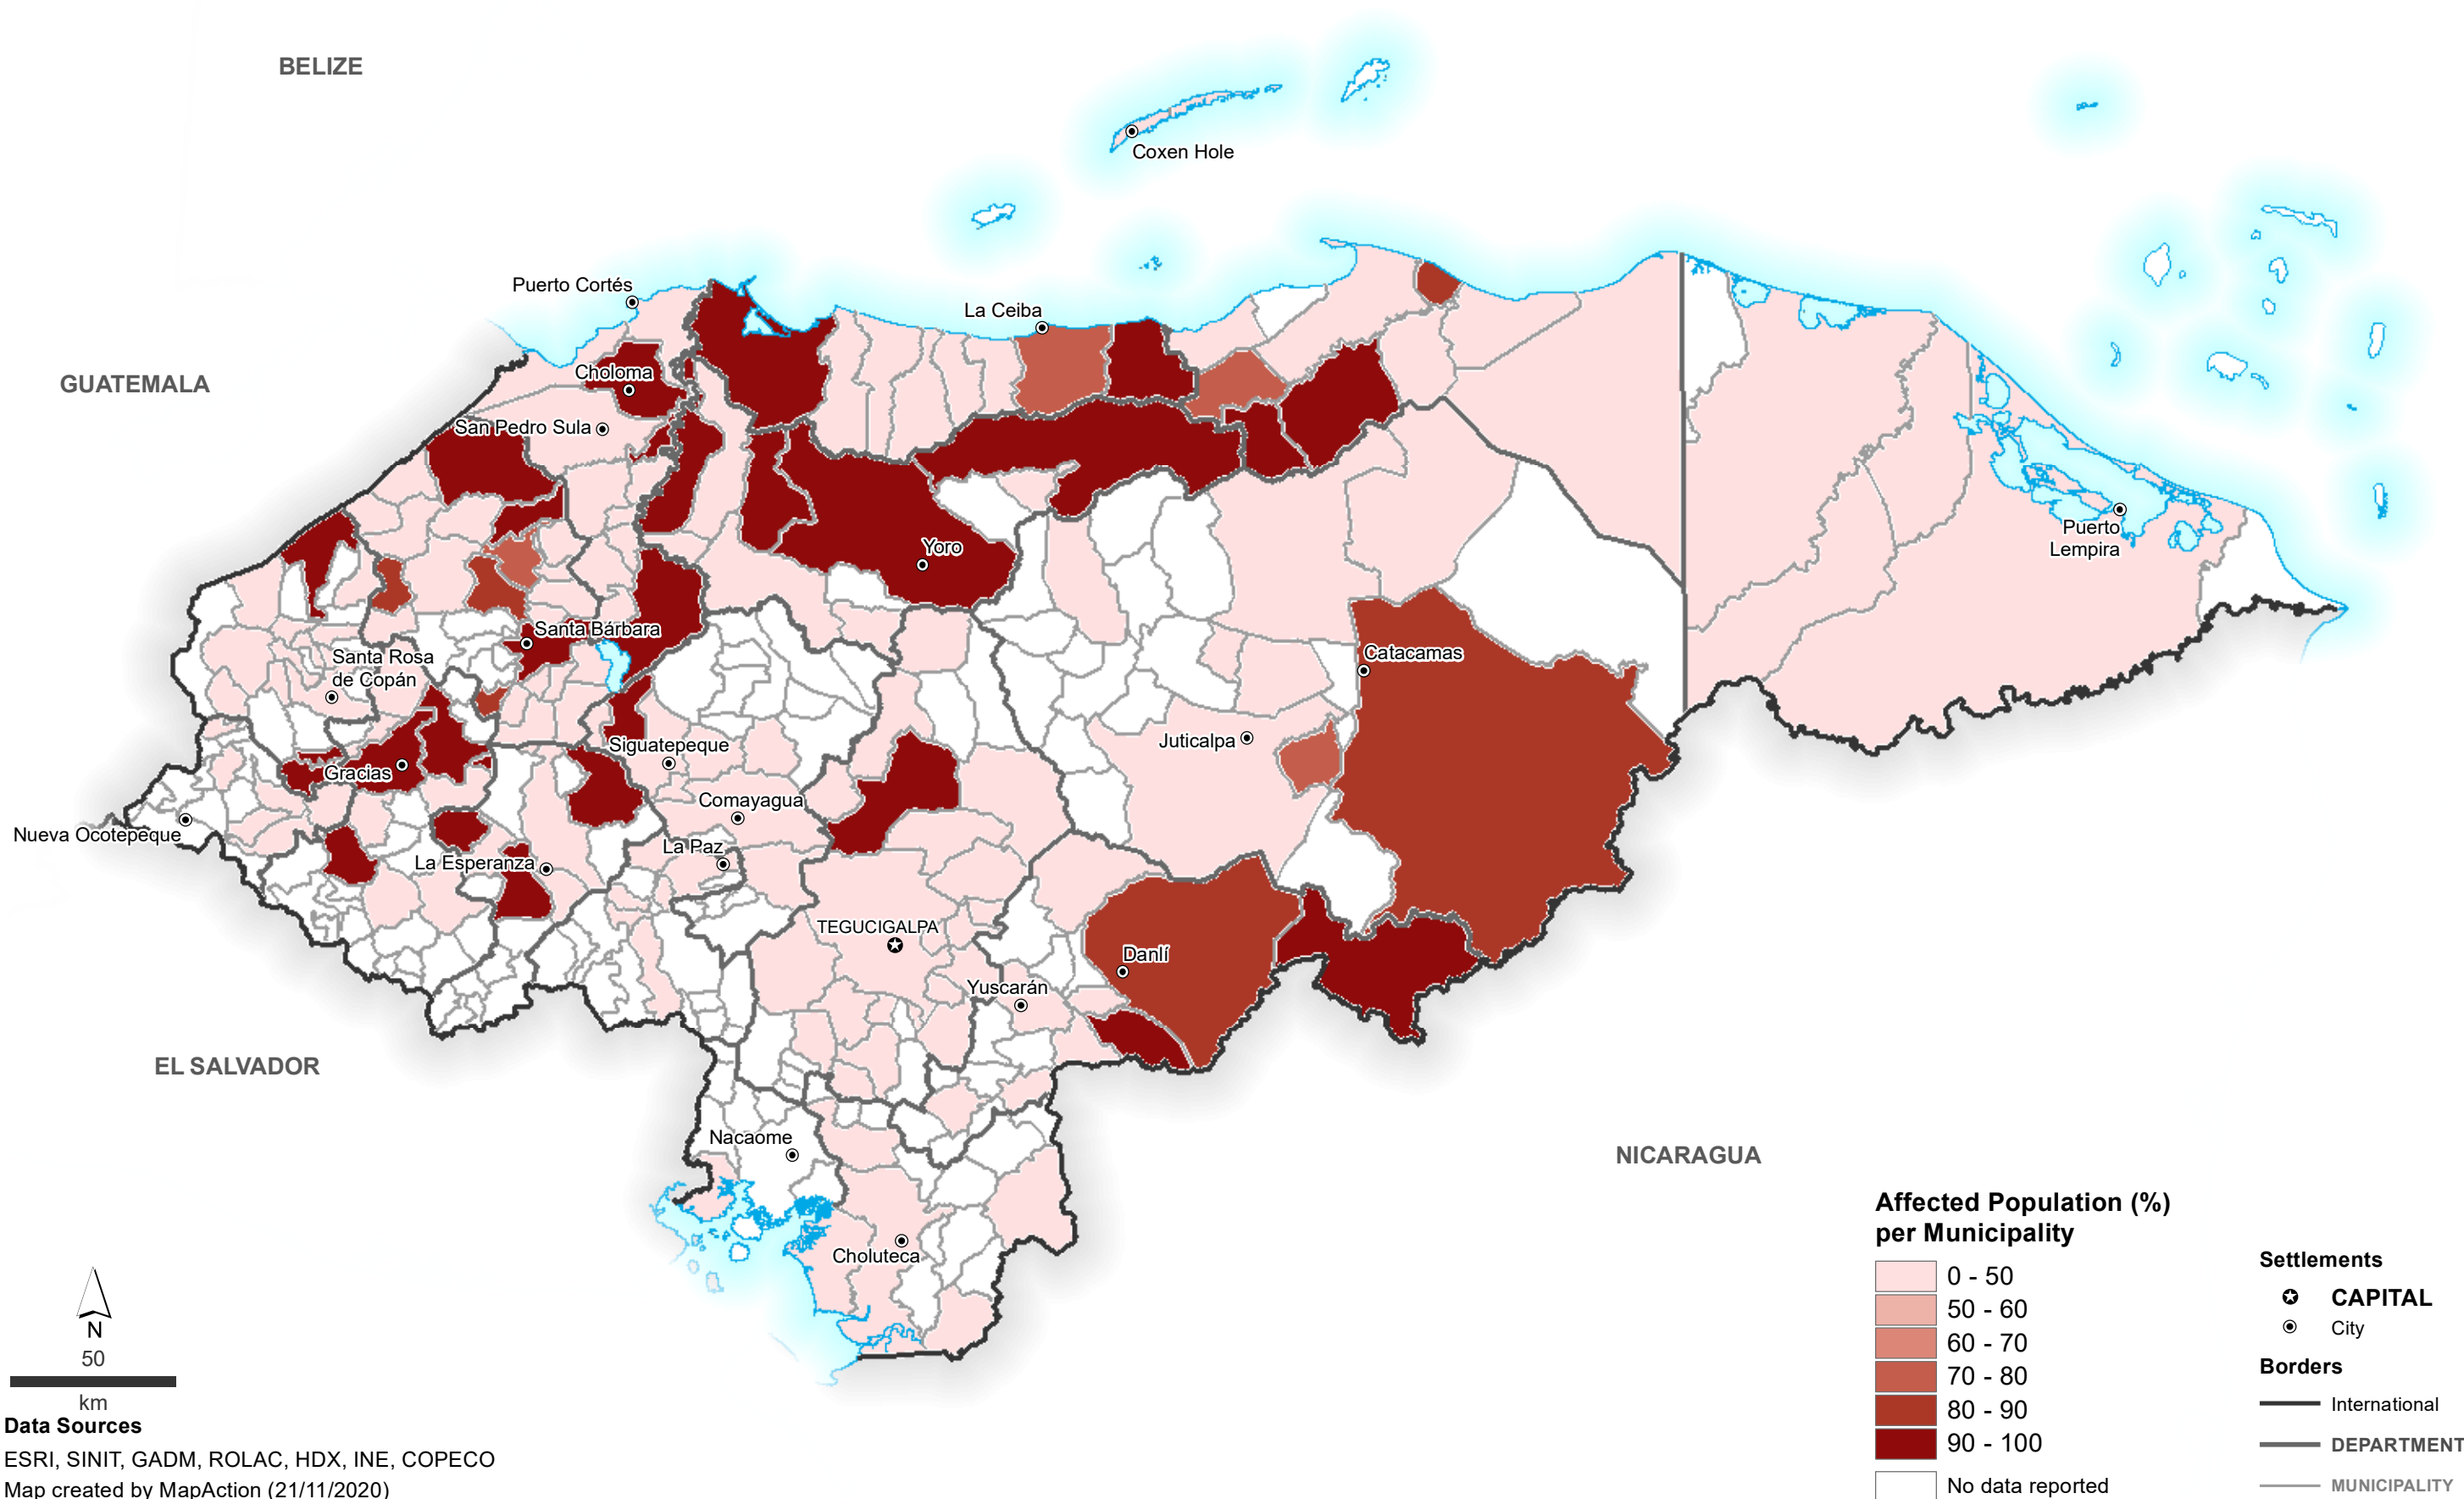 BELIZE
Coxen Hole
Puerto Cortés
La Ceiba
GUATEMALA
Choloma
San Pedro Sula
Puerto
Lempira
Yoro
Santa Bárbara
Santa Rosa
de Copán
Catacamas
Juticalpa
Siguatepeque
Gracias
Comayagua
Nueva Ocotepeque
La Paz
La Esperanza
TEGUCIGALPA
Danlí
Yuscarán
EL SALVADOR
Nacaome
NICARAGUA
Choluteca
Affected Population (%)
per Municipality
0 - 50
50 - 60
60 - 70
70 - 80
80 - 90
90 - 100
No data reported
Settlements
CAPITAL
City
Borders
International
DEPARTMENT
MUNICIPALITY
N
50
km
Data Sources
ESRI, SINIT, GADM, ROLAC, HDX, INE, COPECO
Map created by MapAction (21/11/2020)